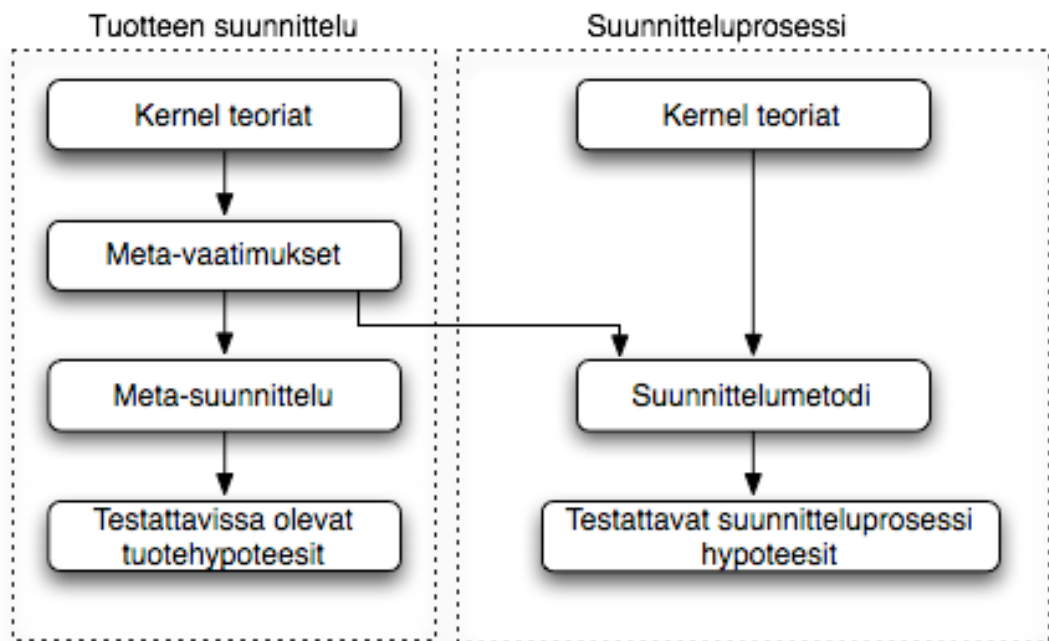 Tuotteen suunnittelu
Kernel teoriat
Meta-vaatimukset
Meta-suunnittelu
Testattavissa olevat
tuotehypoteesit
Suunnitteluprosessi
Kernel teoriat
Suunnittelumetodi
Testattavat suunnitteluprosessi
hypoteesit